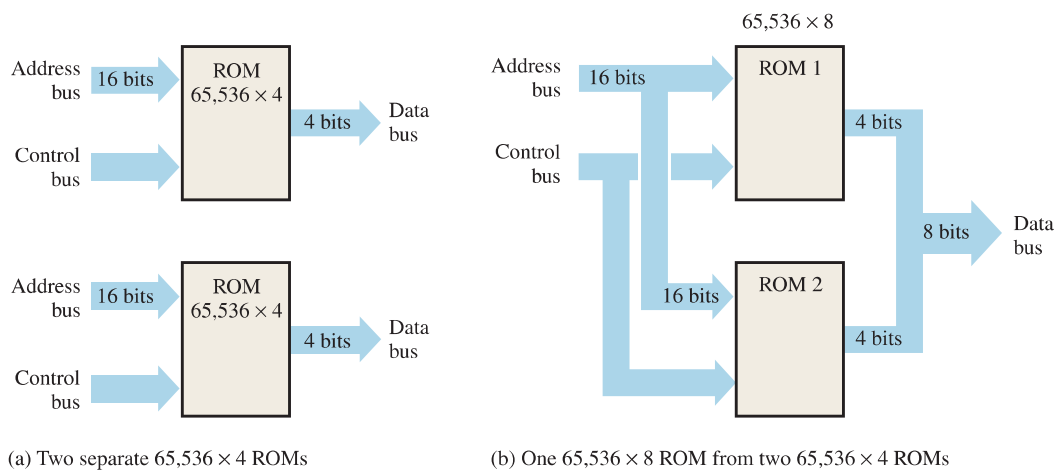 Address
bus
16 bits
ROM
65,536 × 4
4 bits
Data
bus
Control
bus
Address
bus
16 bits
ROM
65,536 × 4
4 bits
Data
bus
Control
bus
(a) Two separate 65,536 × 4 ROMs
65,536 × 8
Address
bus
16 bits
ROM 1
4 bits
Control
bus
8 bits
Data
bus
16 bits
ROM 2
4 bits
(b) One 65,536 × 8 ROM from two 65,536 × 4 ROMs